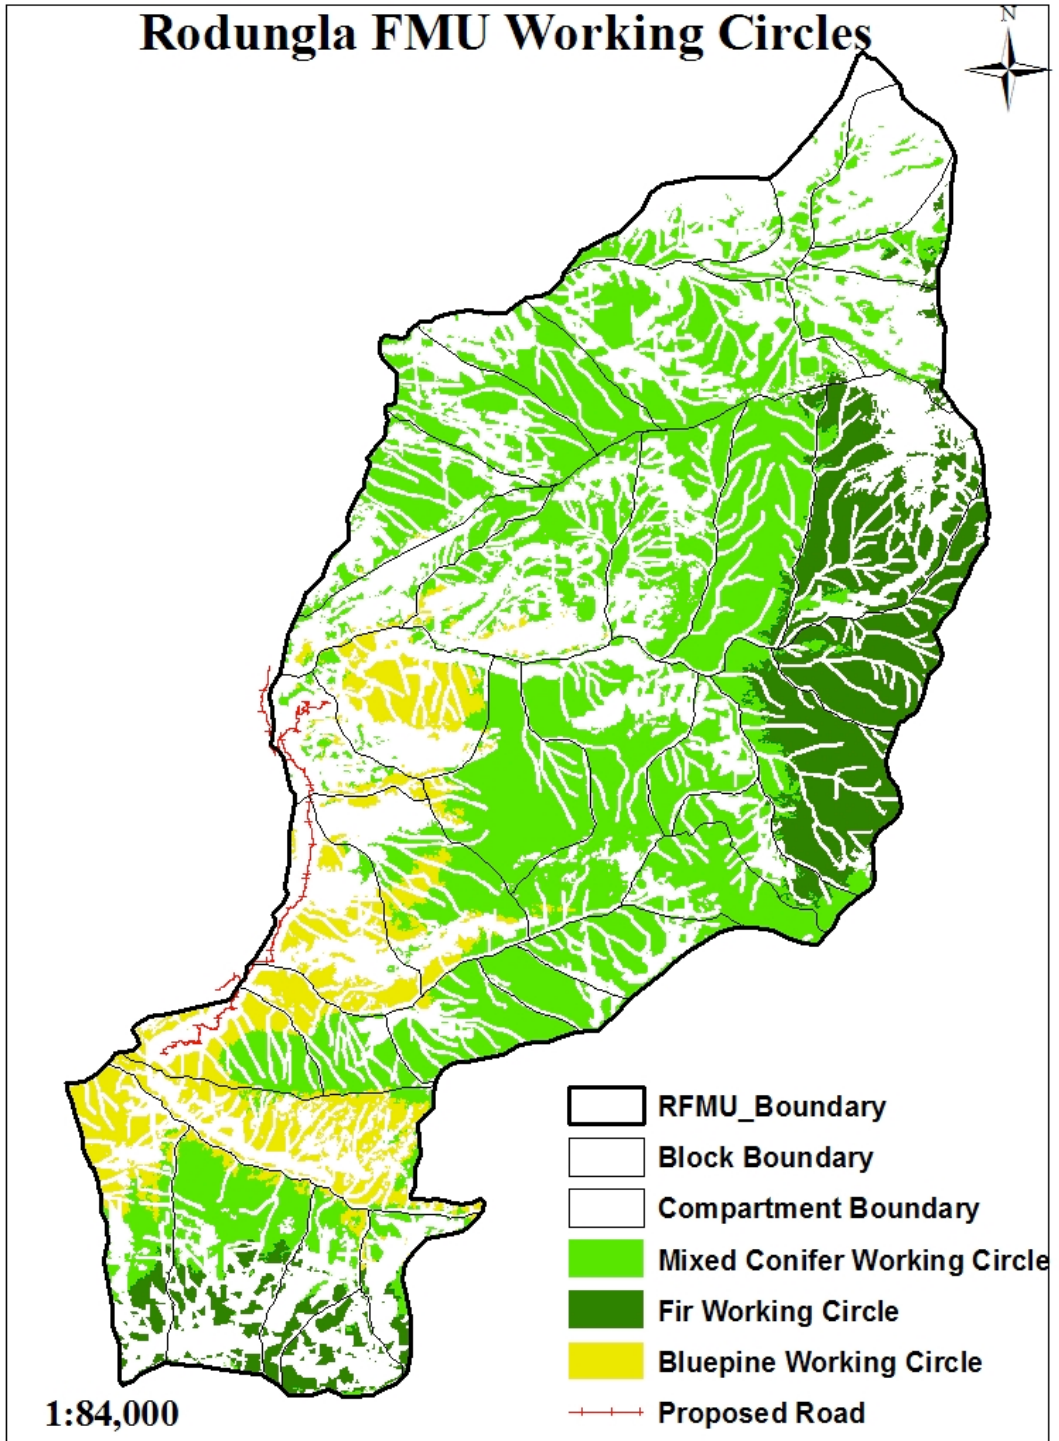 Rodungla FMU Working Circles
N
RFMU_Boundary
Block Boundary
Compartment Boundary
Mixed Conifer Working Circle
Fir Working Circle
Bluepine Working Circle
Proposed Road
1:84,000